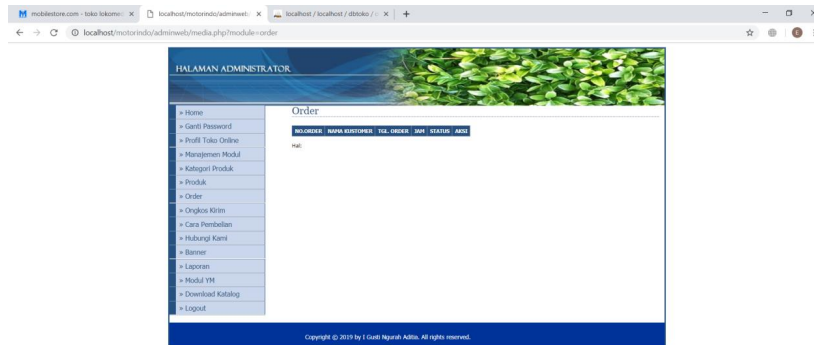 mobilestore.com - toko lokomed
localhost/motorindo/adminweb/
localhost / localhost / dbtoko /
localhost/motorindo/adminweb/media.php?module=order
HALAMAN ADMINISTRATOR
» Home
» Ganti Password
» Profil Toko Online
» Manajemen Modul
» Kategori Produk
» Produk
» Order
» Ongkos Kirim
» Cara Pembelian
» Hubungi Kami
» Banner
» Laporan
» Modul YM
» Download Katalog
» Logout
Order
NO.ORDER NAMA KUSTOMER TGL. ORDER JAM STATUS AKSI
Hal:
Copyright © 2019 by I Gusti Ngurah Aditia. All rights reserved.